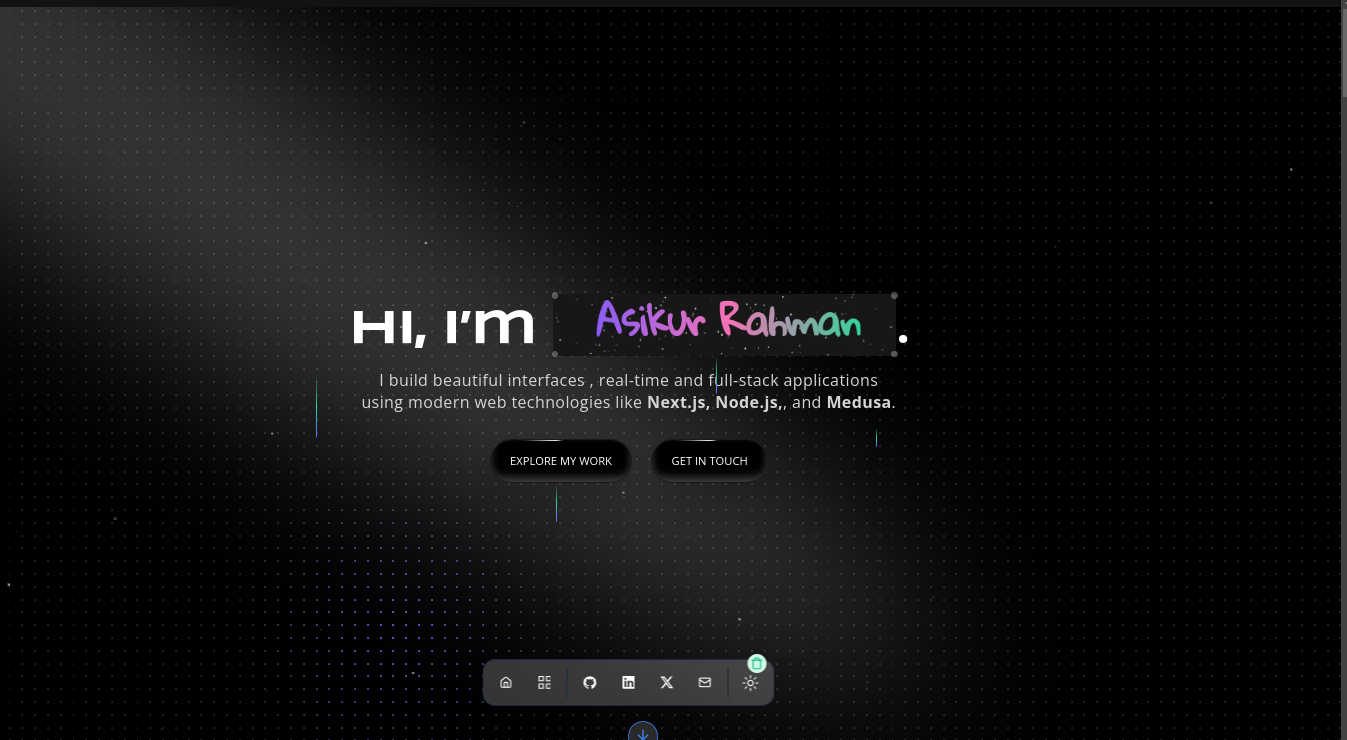 HI, I'm Asikur Rahman.
I build beautiful interfaces , real-time and full-stack applications
using modern web technologies like Next.js, Node.js,, and Medusa.
EXPLORE MY WORK GET IN TOUCH